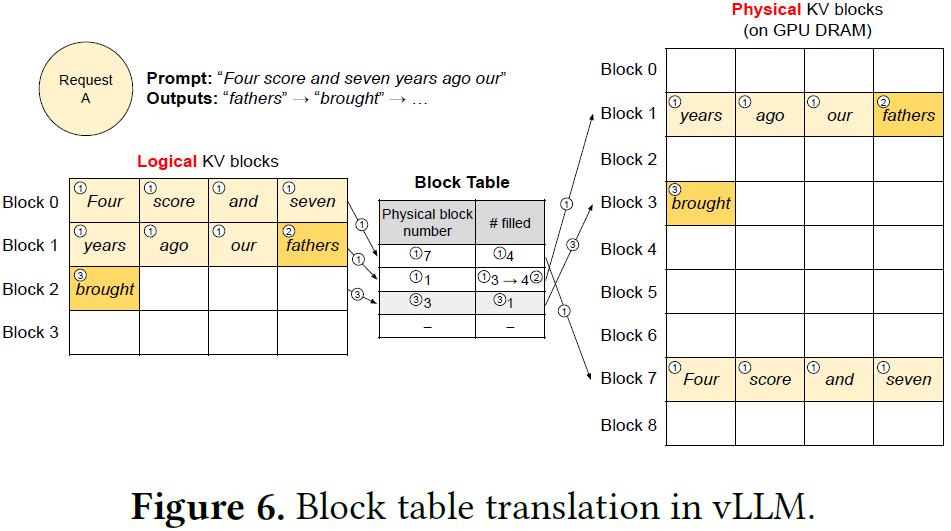 Physical KV blocks
(on GPU DRAM)
Request
A
Prompt: “Four score and seven years ago our”
Outputs: “fathers” → “brought” → …
Logical KV blocks
Block 0 ① Four ① score ① and ① seven
Block 1 ① years ① ago ① our ② fathers
Block 2 ③ brought
Block 3
① ① ③
Block Table
Physical block number # filled
①7 ①4
①1 ①3 → 4②
③3 ③1
– –
① ③ ①
Block 0
Block 1 ① years ① ago ① our ② fathers
Block 2
Block 3 ③ brought
Block 4
Block 5
Block 6
Block 7 ① Four ① score ① and ① seven
Block 8
Figure 6. Block table translation in vLLM.